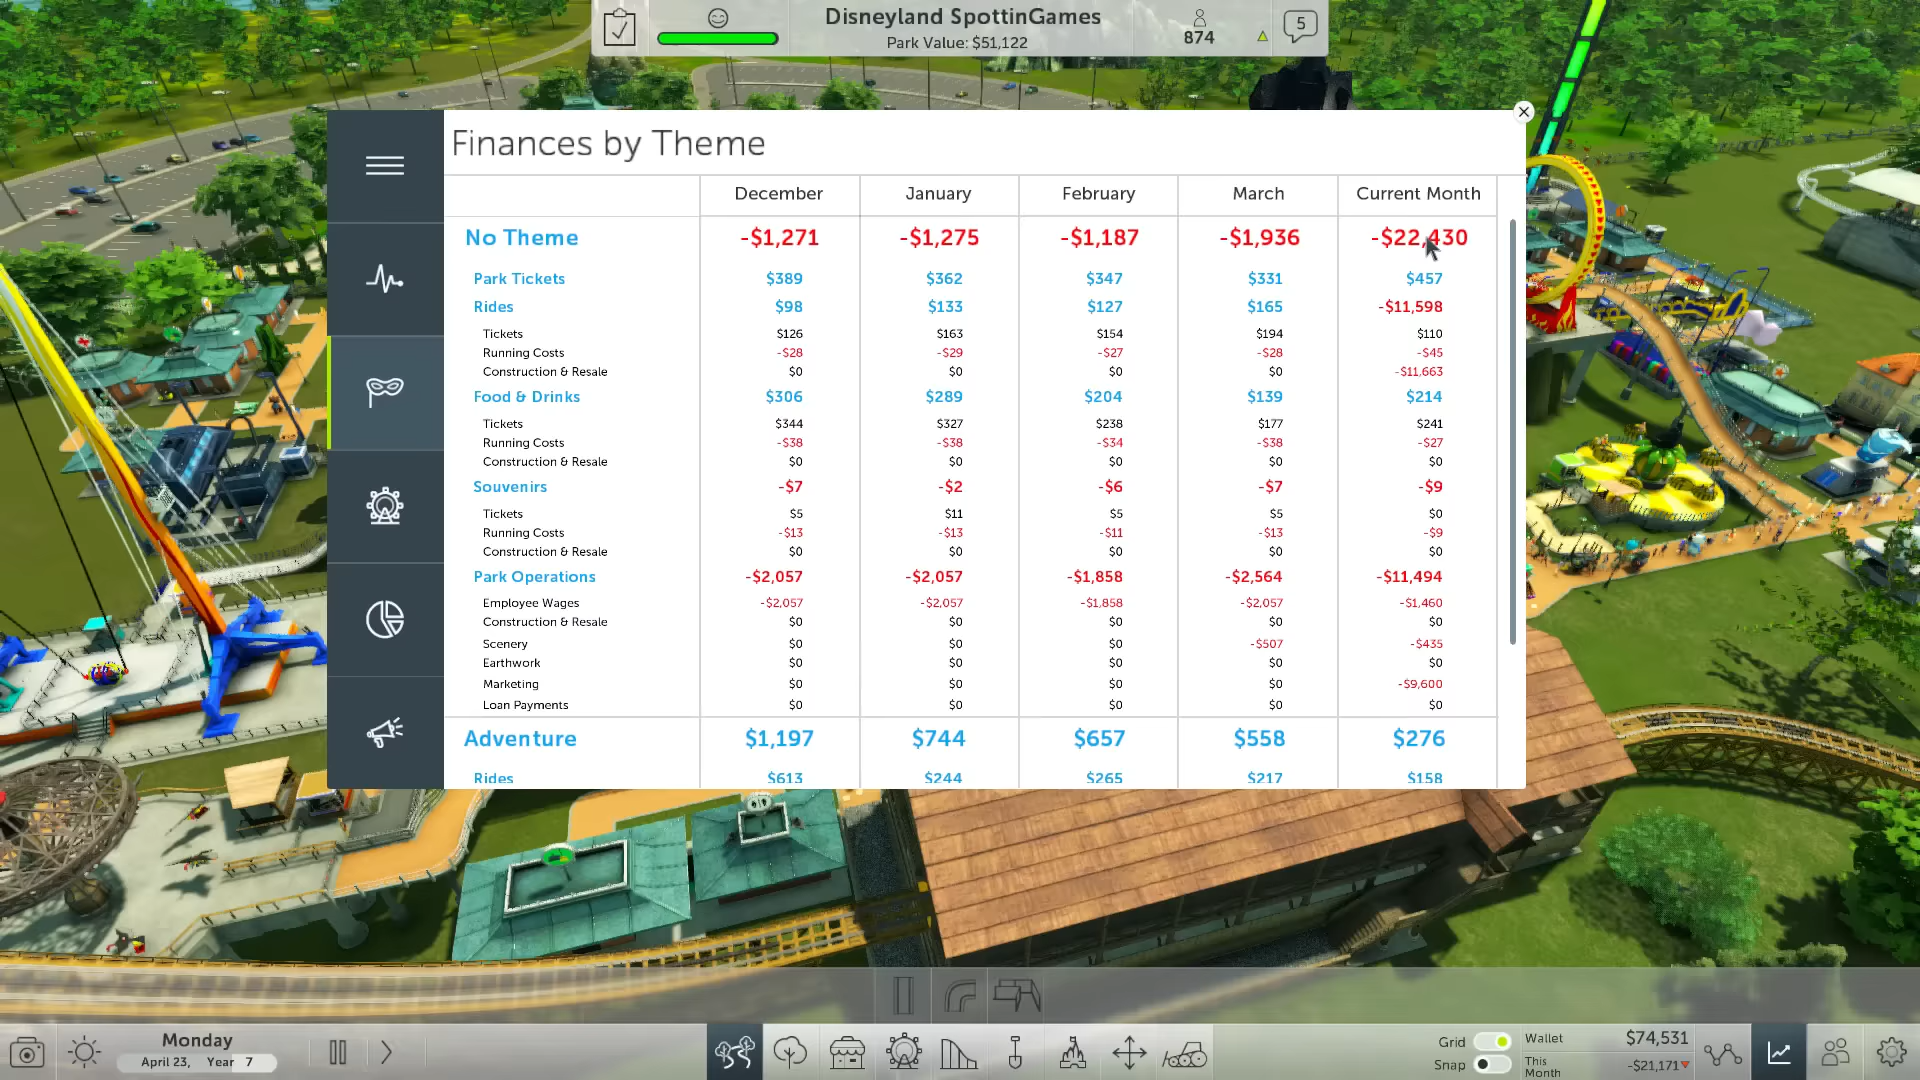 Disneyland SpottinGames
Park Value: $51,122
874
5
Finances by Theme
December January February March Current Month
No Theme -$1,271 -$1,275 -$1,187 -$1,936 -$22,430
Park Tickets $389 $362 $347 $331 $457
Rides $98 $133 $127 $165 -$11,598
Tickets $126 $163 $154 $194 $110
Running Costs -$28 -$29 -$27 -$28 -$45
Construction & Resale $0 $0 $0 $0 -$11,663
Food & Drinks $306 $289 $204 $139 $214
Tickets $344 $327 $238 $177 $241
Running Costs -$38 -$38 -$34 -$38 -$27
Construction & Resale $0 $0 $0 $0 $0
Souvenirs -$7 -$2 -$6 -$7 -$9
Tickets $5 $11 $5 $5 $0
Running Costs -$13 -$13 -$11 -$13 -$9
Construction & Resale $0 $0 $0 $0 $0
Park Operations -$2,057 -$2,057 -$1,858 -$2,564 -$11,494
Employee Wages -$2,057 -$2,057 -$1,858 -$2,057 -$1,460
Construction & Resale $0 $0 $0 $0 $0
Scenery $0 $0 $0 -$507 -$435
Earthwork $0 $0 $0 $0 $0
Marketing $0 $0 $0 $0 -$9,600
Loan Payments $0 $0 $0 $0 $0
Adventure $1,197 $744 $657 $558 $276
Rides $613 $244 $265 $217 $158
Monday
April 23, Year 7
Grid
Snap
Wallet $74,531
This Month -$21,171